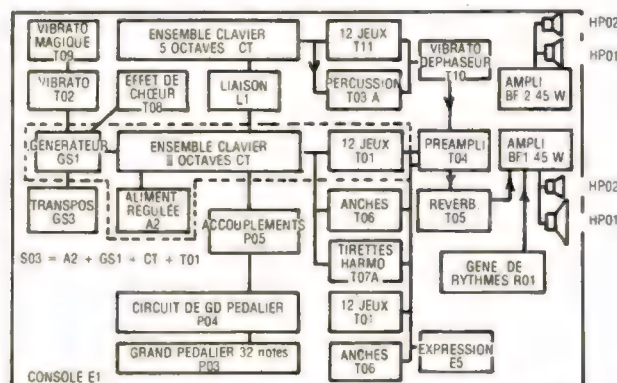 VIBRATO
MAGIQUE
T09
ENSEMBLE CLAVIER
5 OCTAVES CT
12 JEUX
T11
VIBRATO
DEPHASEUR
T10
HP02
HP01
VIBRATO
T02
EFFET DE
CHŒUR
T08
LIAISON
L1
PERCUSSION
T03 A
AMPLI
BF 2 45 W
GENERATEUR
GS1
ENSEMBLE CLAVIER
OCTAVES CT
12 JEUX
T01
PREAMPLI
T04
AMPLI
BF1 45 W
TRANSPOS
GS3
ALIMENT
RÉGULÉE
A2
ACCOUPLEMENTS
P05
ANCHES
T06
REVERB.
T05
HP02
HP01
S03 = A2 + GS1 + CT + T01
TIRETTES
HARMO
T07A
GENE DE
RYTHMES R01
CIRCUIT DE GD PEDALIER
P04
12 JEUX
T01
GRAND PEDALIER 32 notes
P03
ANCHES
T06
EXPRESSION
E5
CONSOLE E1